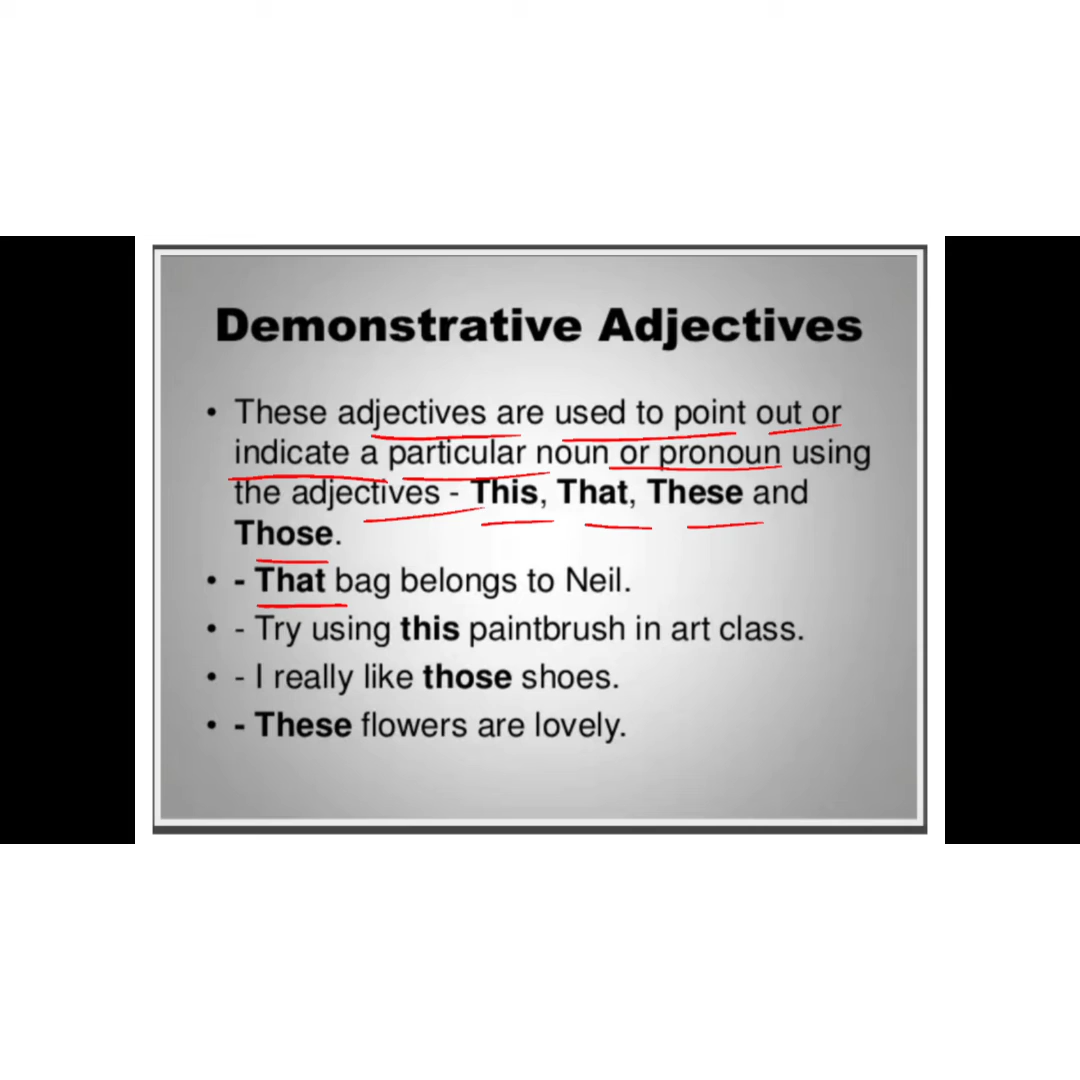 Demonstrative Adjectives
• These adjectives are used to point out or
indicate a particular noun or pronoun using
the adjectives - This, That, These and
Those.
• - That bag belongs to Neil.
• - Try using this paintbrush in art class.
• - I really like those shoes.
• - These flowers are lovely.